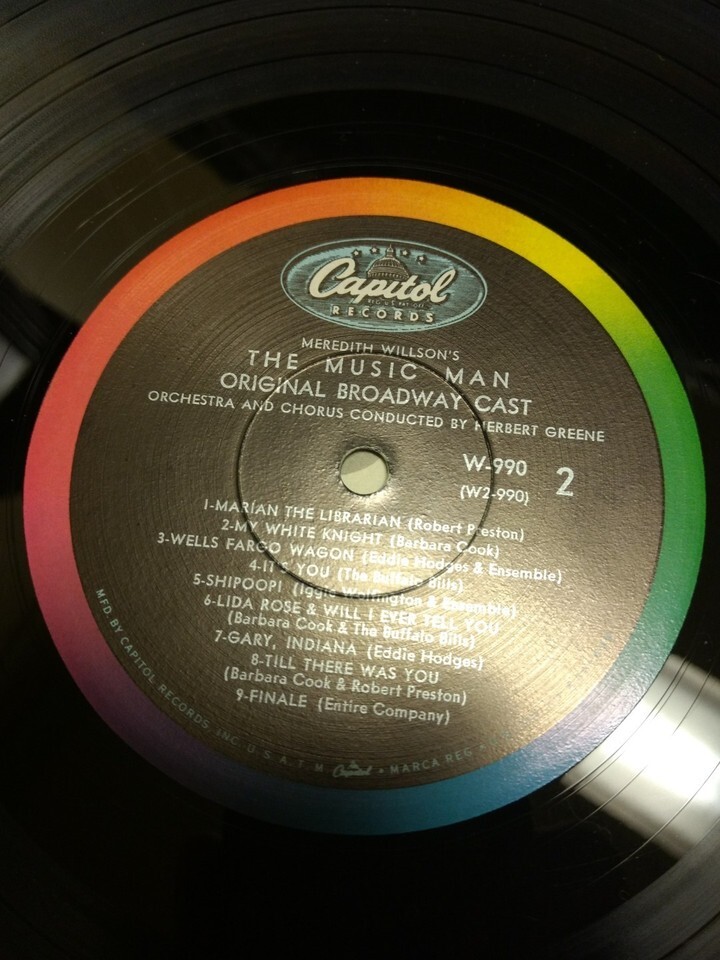 Capitol
RECORDS
MEREDITH WILLSON'S
THE MUSIC MAN
ORIGINAL BROADWAY CAST
ORCHESTRA AND CHORUS CONDUCTED BY HERBERT GREENE
W-990
(W2-990)
2
1-MARIAN THE LIBRARIAN (Robert Preston)
2-MY WHITE KNIGHT (Barbara Cook)
3-WELLS FARGO WAGON (Eddie Hodges & Ensemble)
4-IT'S YOU (The Buffalo Bills)
5-SHIPOOPI (Iggie Wolfington & Ensemble)
6-LIDA ROSE & WILL I EVER TELL YOU
(Barbara Cook & The Buffalo Bills)
7-GARY, INDIANA (Eddie Hodges)
8-TILL THERE WAS YOU
(Barbara Cook & Robert Preston)
9-FINALE (Entire Company)
MFD. BY CAPITOL RECORDS INC. U.S.A. T.M. Capitol • MARCA REG •